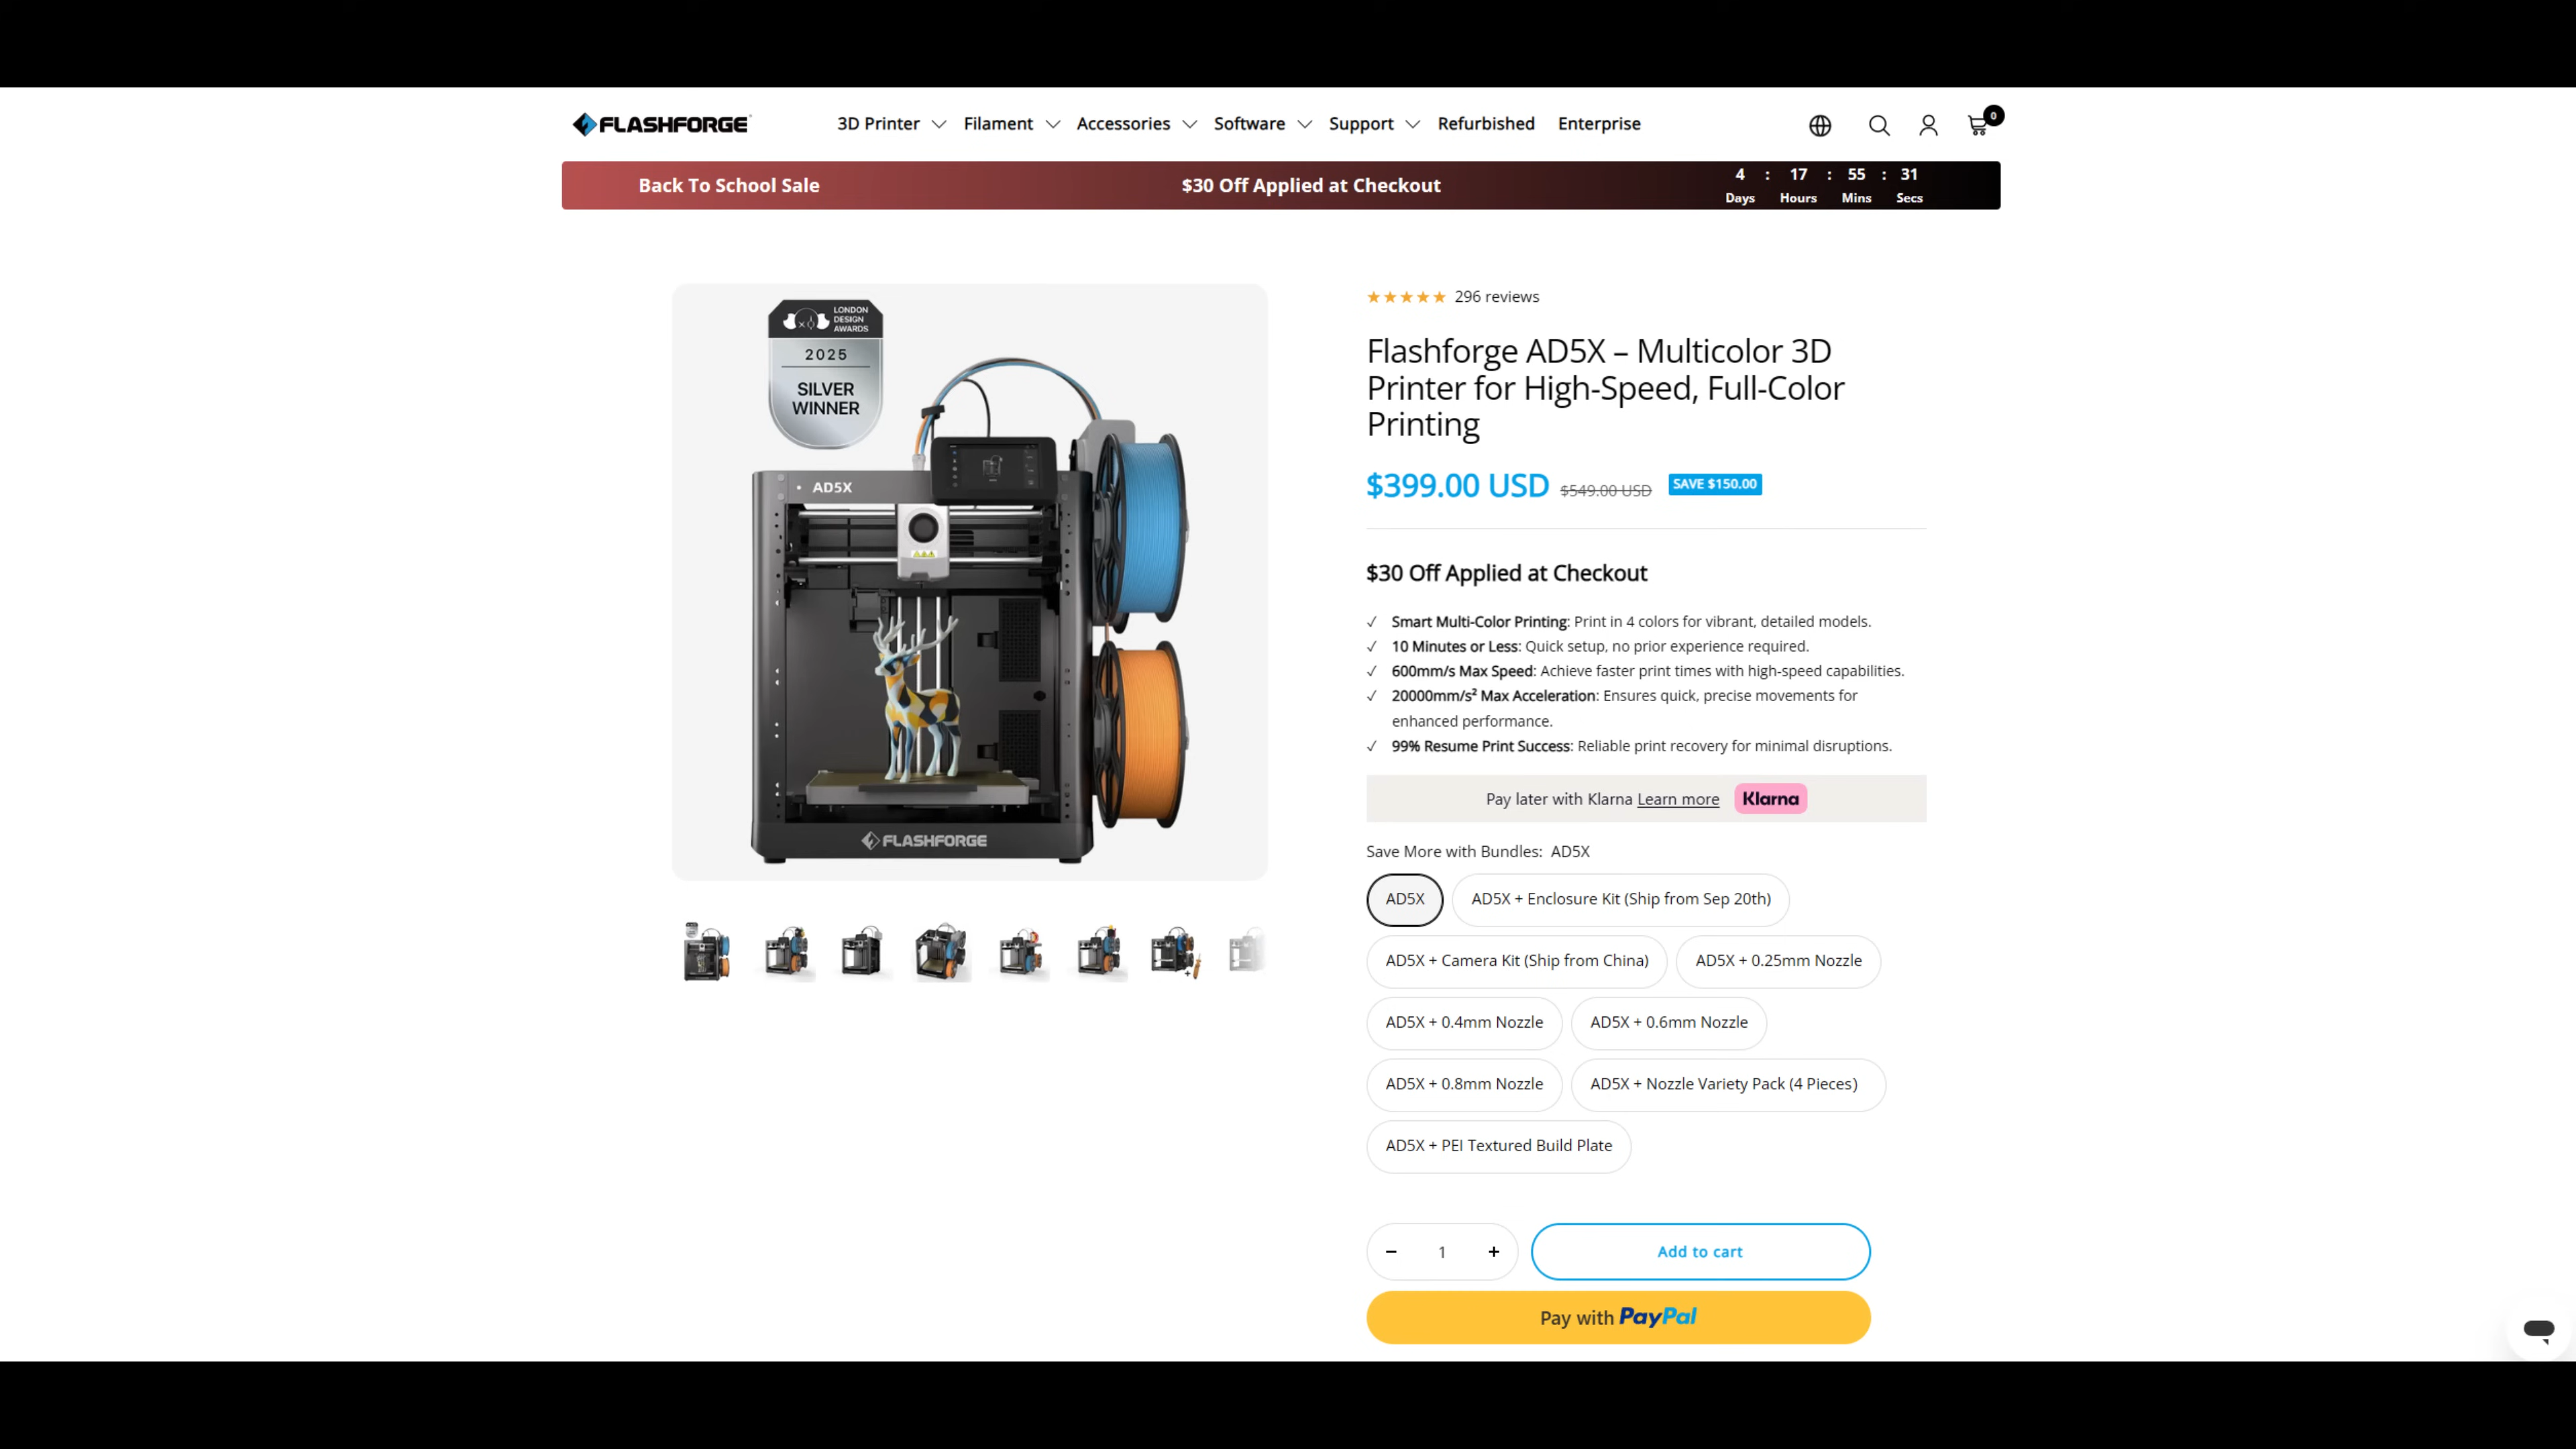 FLASHFORGE
3D Printer
Filament
Accessories
Software
Support
Refurbished
Enterprise
0
Back To School Sale
$30 Off Applied at Checkout
4 : 17 : 55 : 31
Days Hours Mins Secs
LONDON
DESIGN
AWARDS
2025
SILVER
WINNER
AD5X
FLASHFORGE
296 reviews
Flashforge AD5X – Multicolor 3D
Printer for High-Speed, Full-Color
Printing
$399.00 USD $549.00 USD SAVE $150.00
$30 Off Applied at Checkout
✓ Smart Multi-Color Printing: Print in 4 colors for vibrant, detailed models.
✓ 10 Minutes or Less: Quick setup, no prior experience required.
✓ 600mm/s Max Speed: Achieve faster print times with high-speed capabilities.
✓ 20000mm/s² Max Acceleration: Ensures quick, precise movements for
enhanced performance.
✓ 99% Resume Print Success: Reliable print recovery for minimal disruptions.
Pay later with Klarna Learn more Klarna
Save More with Bundles: AD5X
AD5X
AD5X + Enclosure Kit (Ship from Sep 20th)
AD5X + Camera Kit (Ship from China)
AD5X + 0.25mm Nozzle
AD5X + 0.4mm Nozzle
AD5X + 0.6mm Nozzle
AD5X + 0.8mm Nozzle
AD5X + Nozzle Variety Pack (4 Pieces)
AD5X + PEI Textured Build Plate
− 1 +
Add to cart
Pay with PayPal